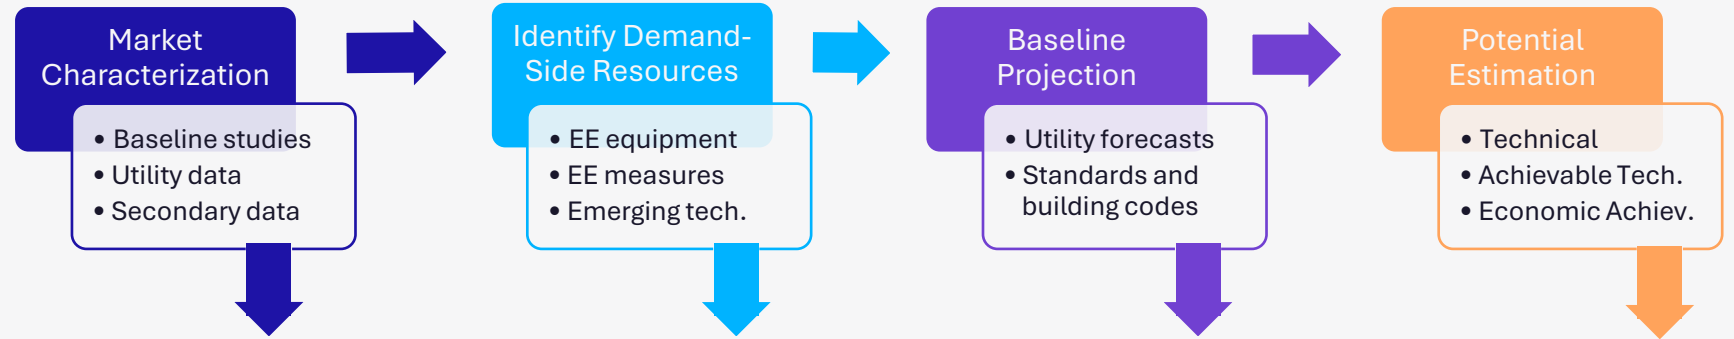 Market
Characterization
• Baseline studies
• Utility data
• Secondary data
Identify Demand-
Side Resources
• EE equipment
• EE measures
• Emerging tech.
Baseline
Projection
• Utility forecasts
• Standards and
building codes
Potential
Estimation
• Technical
• Achievable Tech.
• Economic Achiev.